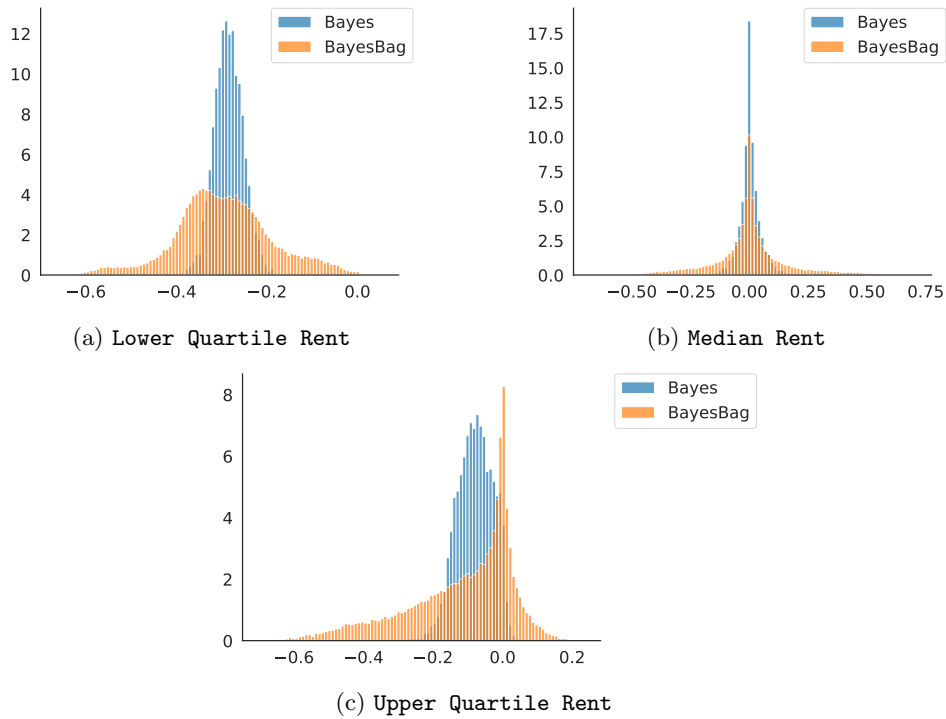 Bayes
BayesBag
12
10
8
6
4
2
0
−0.6 −0.4 −0.2 0.0
(a) Lower Quartile Rent
Bayes
BayesBag
17.5
15.0
12.5
10.0
7.5
5.0
2.5
0.0
−0.50 −0.25 0.00 0.25 0.50 0.75
(b) Median Rent
Bayes
BayesBag
8
6
4
2
0
−0.6 −0.4 −0.2 0.0 0.2
(c) Upper Quartile Rent